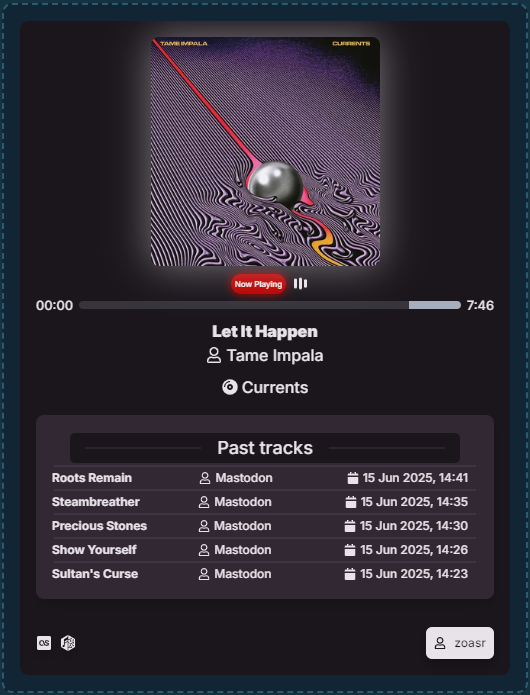 TAME IMPALA CURRENTS
Now Playing
00:00 7:46
Let It Happen
Tame Impala
Currents
Past tracks
Roots Remain Mastodon 15 Jun 2025, 14:41
Steambreather Mastodon 15 Jun 2025, 14:35
Precious Stones Mastodon 15 Jun 2025, 14:30
Show Yourself Mastodon 15 Jun 2025, 14:26
Sultan's Curse Mastodon 15 Jun 2025, 14:23
zoasr